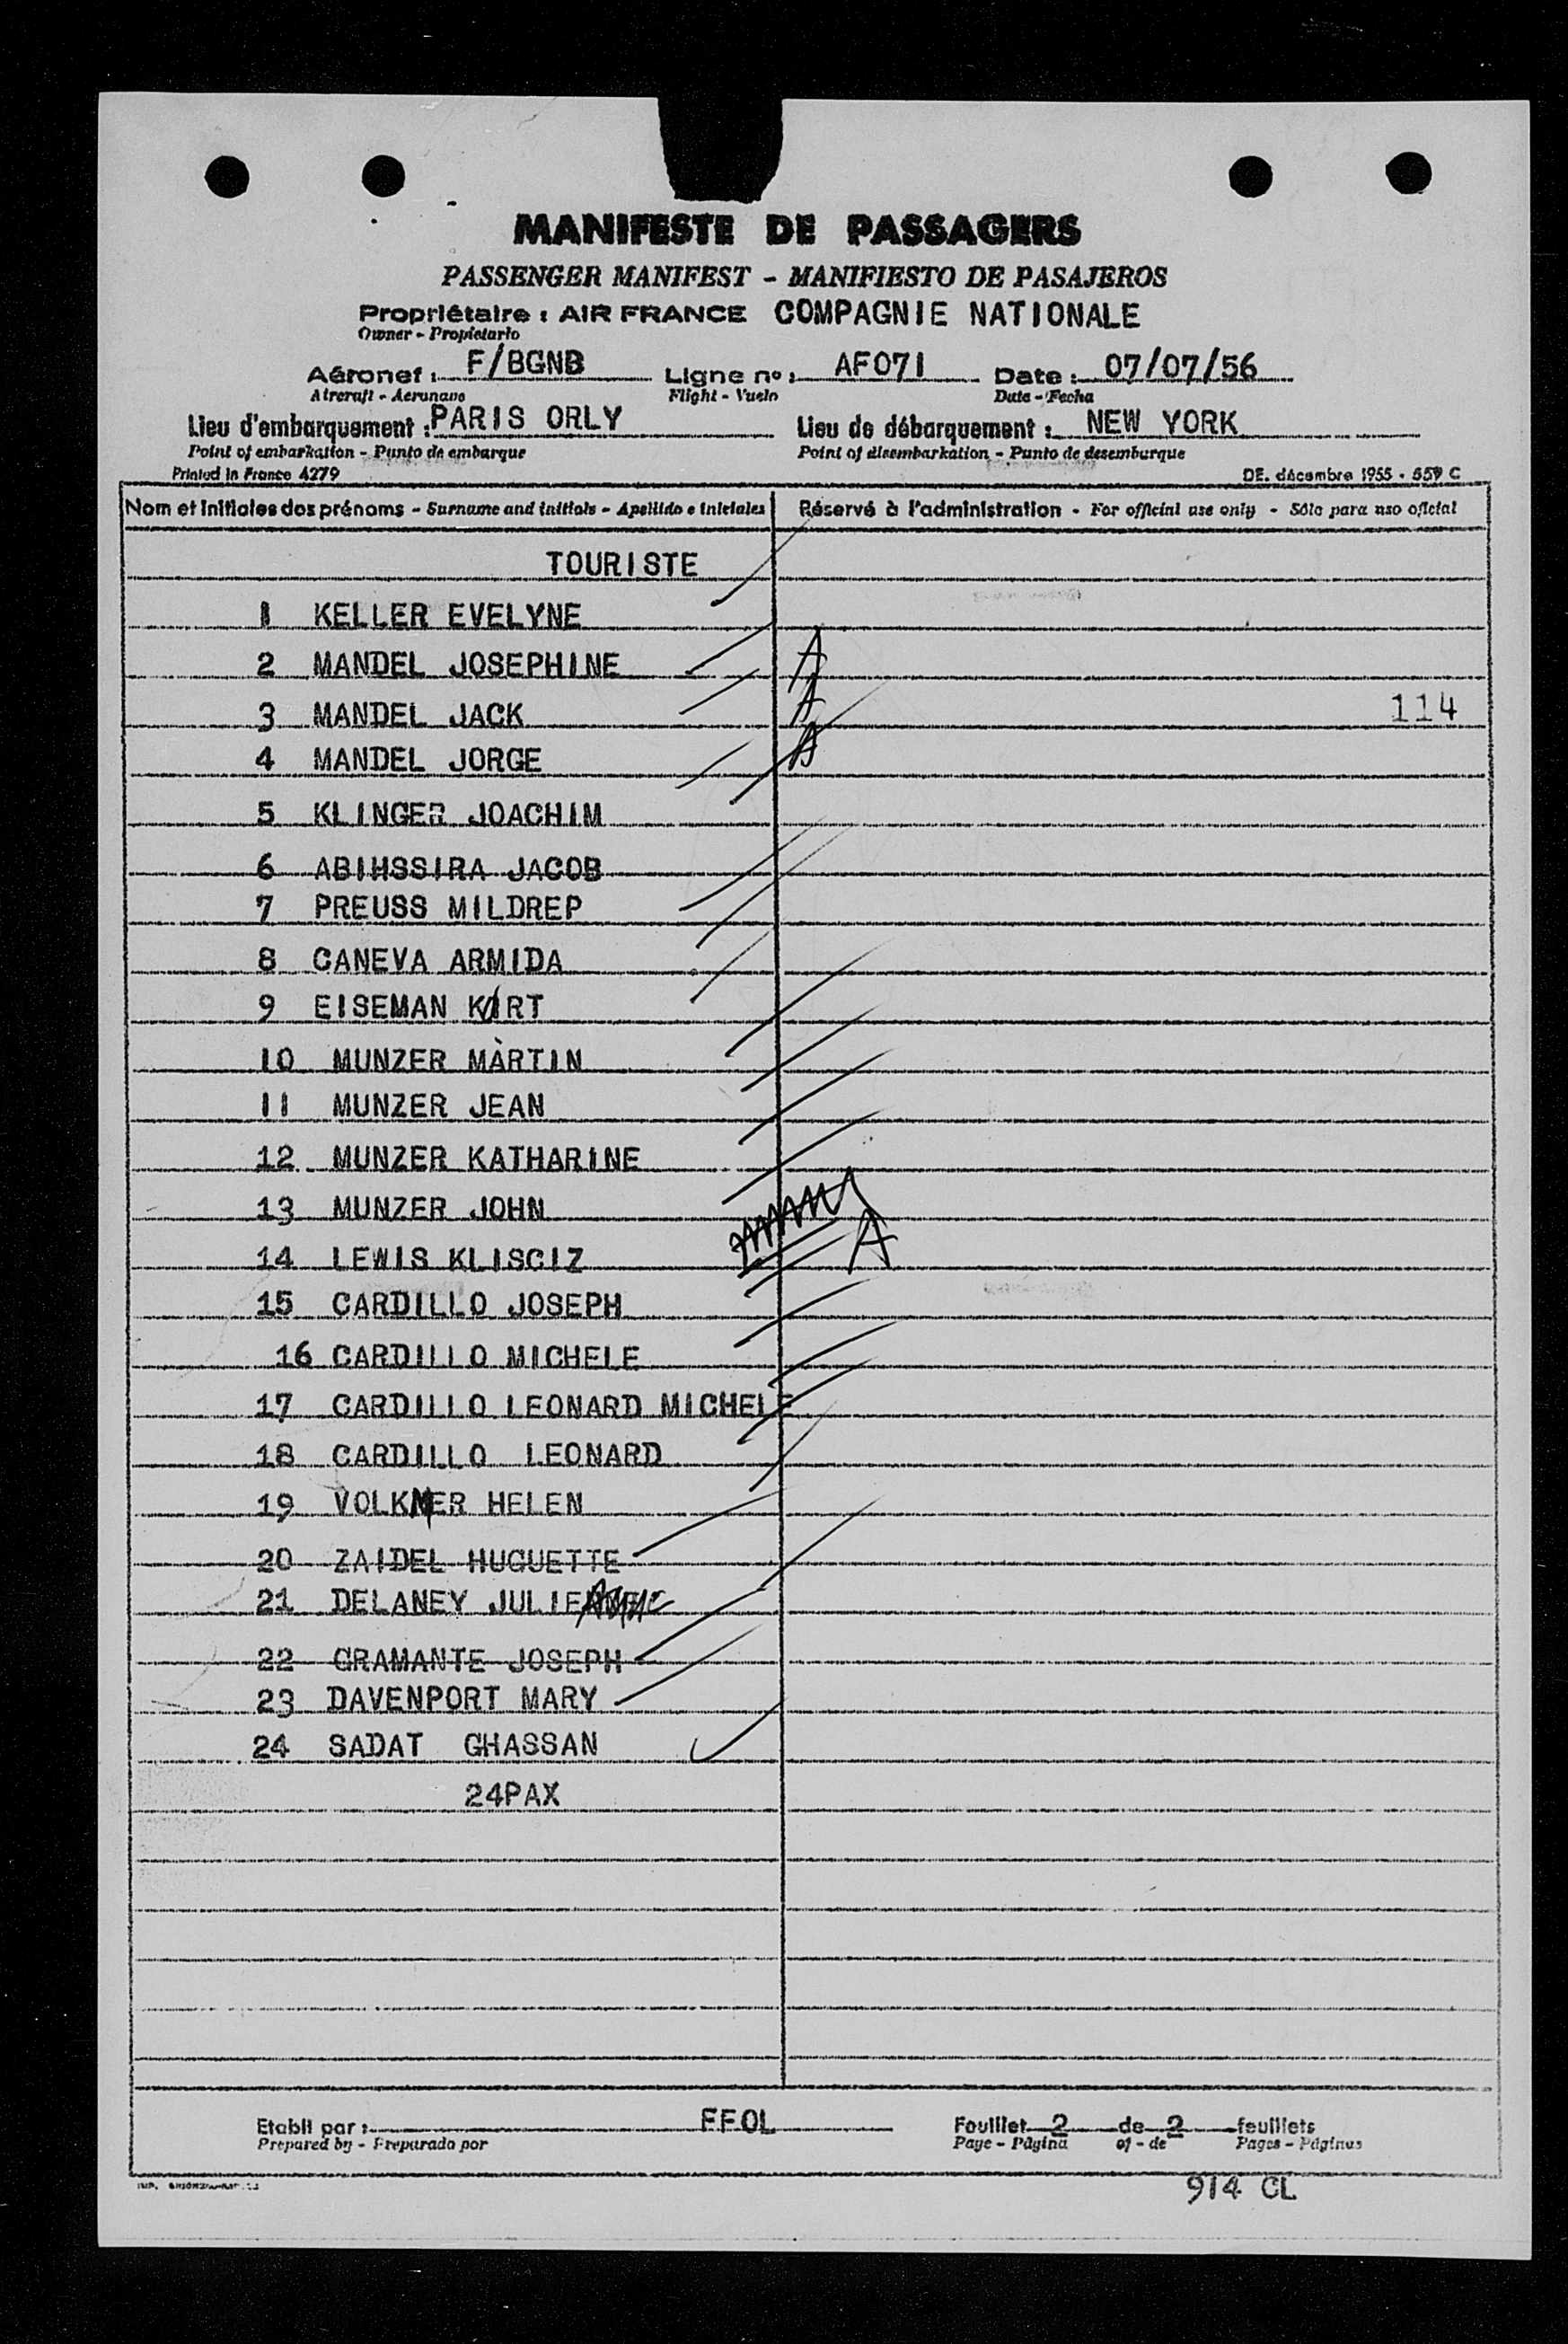 MANIFESTE DE PASSAGERS
PASSENGER MANIFEST - MANIFIESTO DE PASAJEROS
Propriétaire : AIR FRANCE COMPAGNIE NATIONALE
Owner - Propietario
Aéronef : F/BGNB Ligne nº : AF071 Date : 07/07/56
Aircraft - Aeronave Flight - Vuelo Date - Fecha
Lieu d'embarquement : PARIS ORLY Lieu de débarquement : NEW YORK
Point of embarkation - Punto de embarque Point of disembarkation - Punto de desembarque
Printed in France 4279 DE. décembre 1955 - 559 C
Nom et initiales des prénoms - Surname and initials - Apellido e iniciales Réservé à l'administration - For official use only - Sólo para uso oficial
TOURISTE
1 KELLER EVELYNE
2 MANDEL JOSEPHINE A
3 MANDEL JACK A 114
4 MANDEL JORGE A
5 KLINGER JOACHIM
6 ABIHSSIRA JACOB
7 PREUSS MILDREP
8 CANEVA ARMIDA
9 EISEMAN KURT
10 MUNZER MARTIN
11 MUNZER JEAN
12 MUNZER KATHARINE
13 MUNZER JOHN
14 LEWIS KLISCIZ A
15 CARDILLO JOSEPH
16 CARDILLO MICHELE
17 CARDILLO LEONARD MICHELE
18 CARDILLO LEONARD
19 VOLKMER HELEN
20 ZAIDEL HUGUETTE
21 DELANEY
22 GRAMANTE JOSEPH
23 DAVENPORT MARY
24 SADAT GHASSAN
24PAX
Etabli par : FFOL Feuillet 2 de 2 feuillets
Prepared by - Preparado por Page - Página of - de Pages - Páginas
914 CL